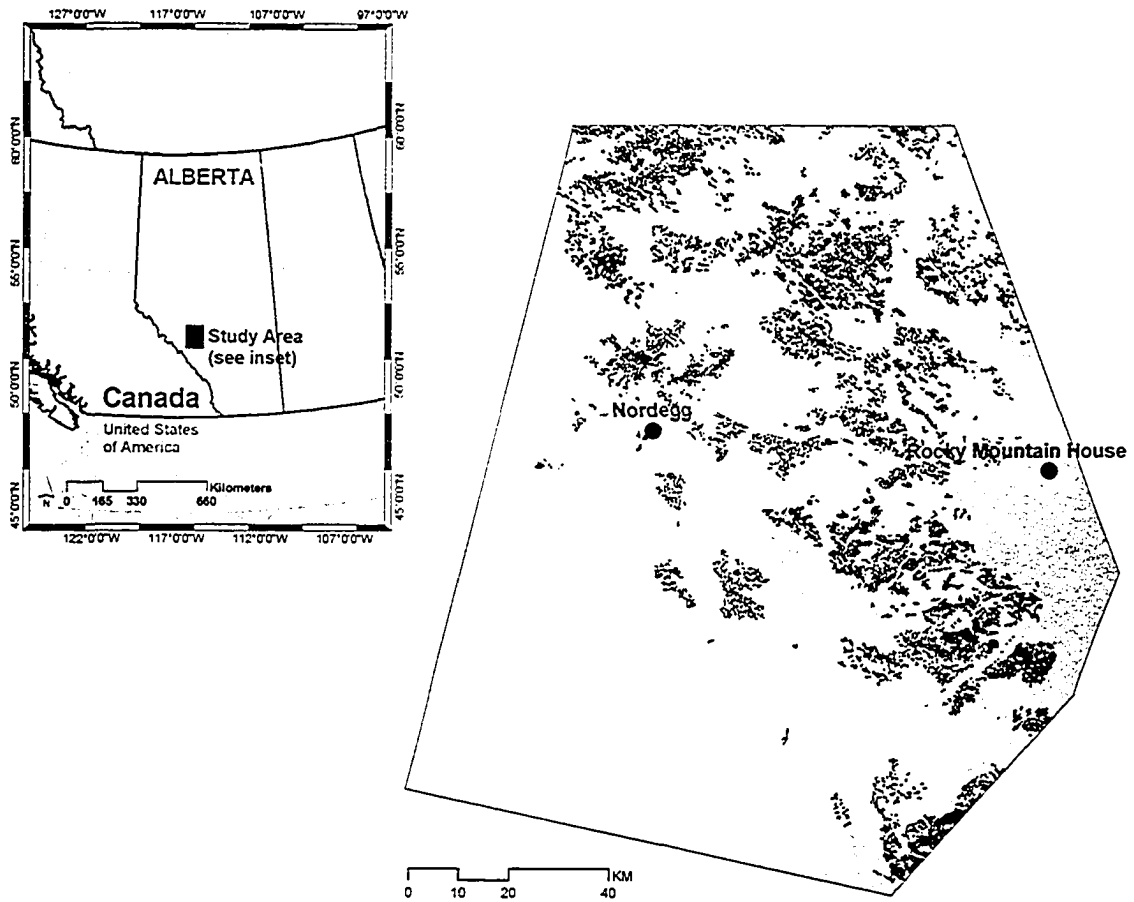 127°0'0"W 117°0'0"W 107°0'0"W 97°0'0"W
60°0'0"N 60°0'0"N
ALBERTA
55°0'0"N 55°0'0"N
Study Area
(see inset)
50°0'0"N 50°0'0"N
Canada
United States
of America
N
Kilometers
0 165 330 660
45°0'0"N 45°0'0"N
122°0'0"W 117°0'0"W 112°0'0"W 107°0'0"W
Nordegg
Rocky Mountain House
KM
0 10 20 40